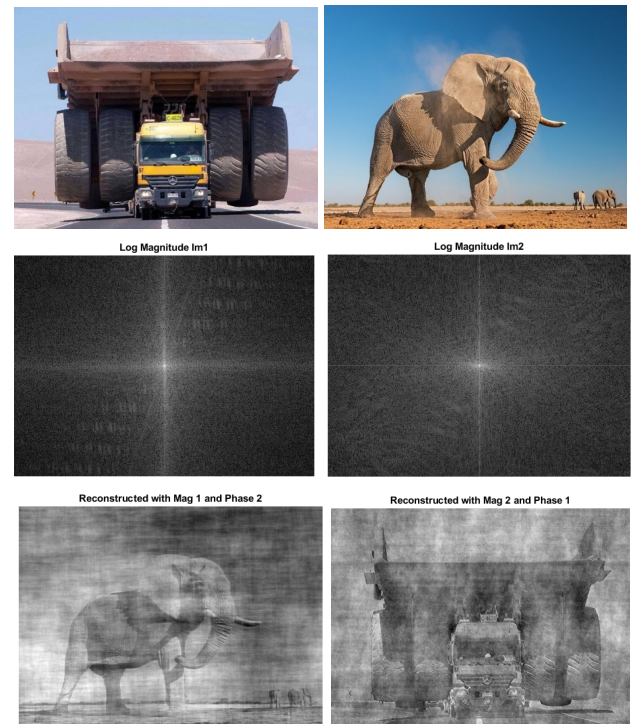 Log Magnitude Im1
Log Magnitude Im2
Reconstructed with Mag 1 and Phase 2
Reconstructed with Mag 2 and Phase 1